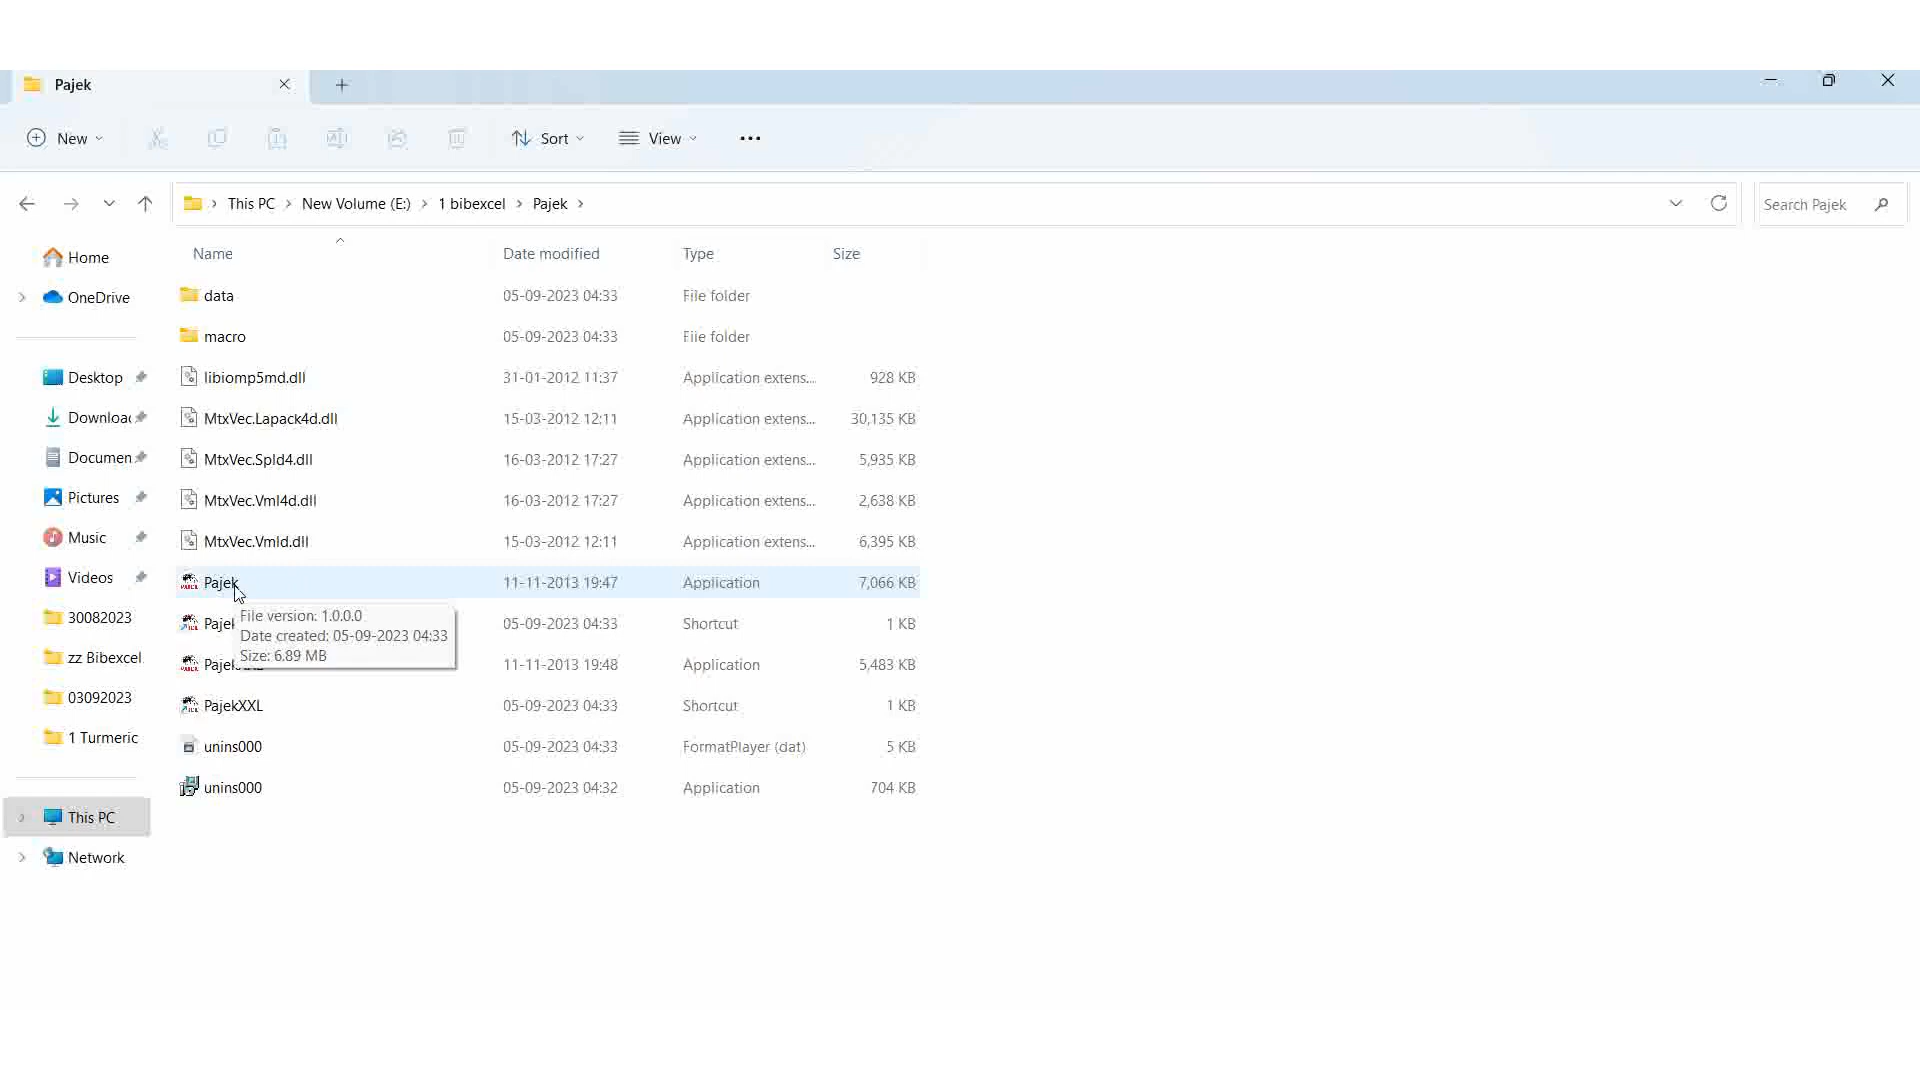 Pajek
New Sort View
This PC New Volume (E:) 1 bibexcel Pajek Search Pajek
Name Date modified Type Size
Home
OneDrive
Desktop
Downloac
Documen
Pictures
Music
Videos
30082023
zz Bibexcel
03092023
1 Turmeric
This PC
Network
data 05-09-2023 04:33 File folder
macro 05-09-2023 04:33 File folder
libiomp5md.dll 31-01-2012 11:37 Application extens... 928 KB
MtxVec.Lapack4d.dll 15-03-2012 12:11 Application extens... 30,135 KB
MtxVec.Spld4.dll 16-03-2012 17:27 Application extens... 5,935 KB
MtxVec.Vml4d.dll 16-03-2012 17:27 Application extens... 2,638 KB
MtxVec.Vmld.dll 15-03-2012 12:11 Application extens... 6,395 KB
Pajek 11-11-2013 19:47 Application 7,066 KB
Pajek 05-09-2023 04:33 Shortcut 1 KB
11-11-2013 19:48 Application 5,483 KB
PajekXXL 05-09-2023 04:33 Shortcut 1 KB
unins000 05-09-2023 04:33 FormatPlayer (dat) 5 KB
unins000 05-09-2023 04:32 Application 704 KB
File version: 1.0.0.0
Date created: 05-09-2023 04:33
Size: 6.89 MB